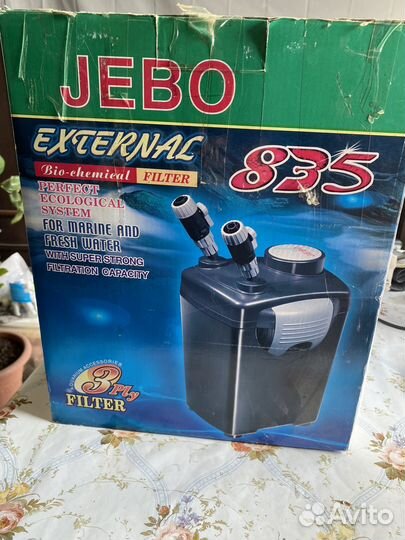 JEBO
EXTERNAL
835
Bio-chemical FILTER
PERFECT
ECOLOGICAL
SYSTEM
FOR MARINE AND
FRESH WATER
WITH SUPER STRONG
FILTRATION CAPACITY
3 Ply
FILTER
Avito